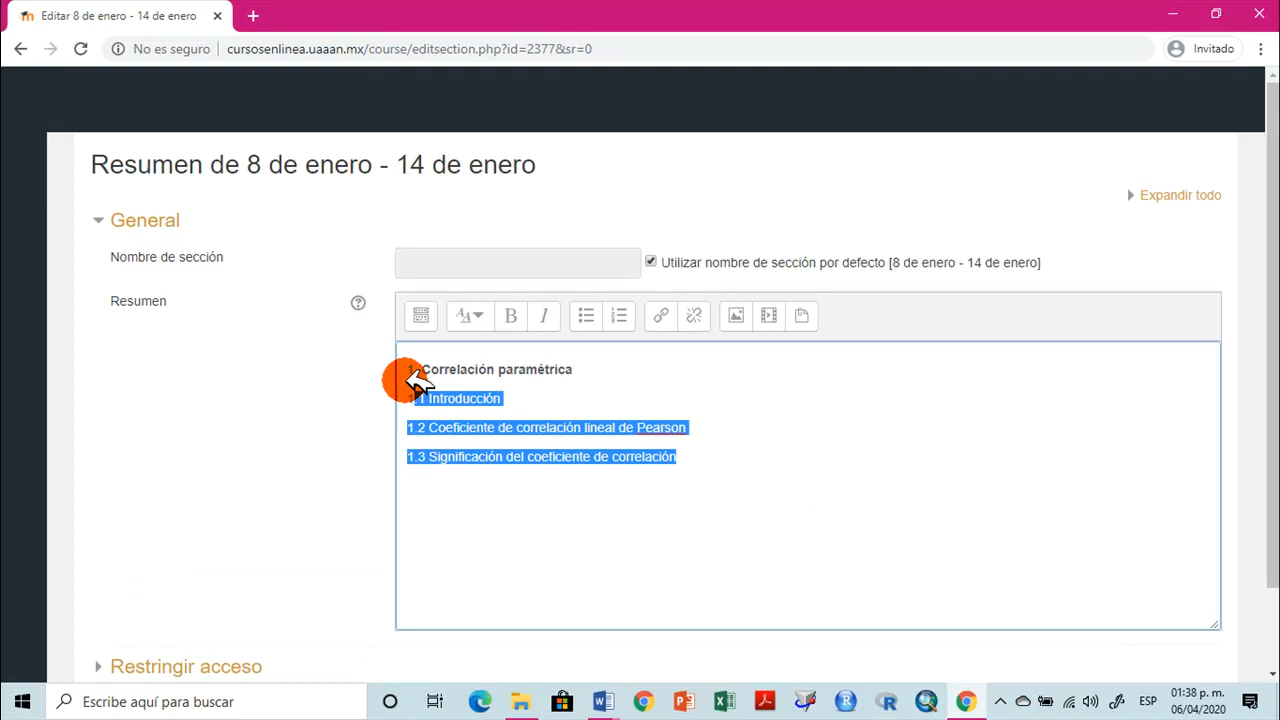 Editar 8 de enero - 14 de enero
No es seguro
cursosenlinea.uaaan.mx/course/editsection.php?id=2377&sr=0
Invitado
Resumen de 8 de enero - 14 de enero
Expandir todo
General
Nombre de sección
Utilizar nombre de sección por defecto [8 de enero - 14 de enero]
Resumen
Correlación paramétrica
1.1 Introducción
1.2 Coeficiente de correlación lineal de Pearson
1.3 Significación del coeficiente de correlación
Restringir acceso
Escribe aquí para buscar
ESP
01:38 p. m.
06/04/2020